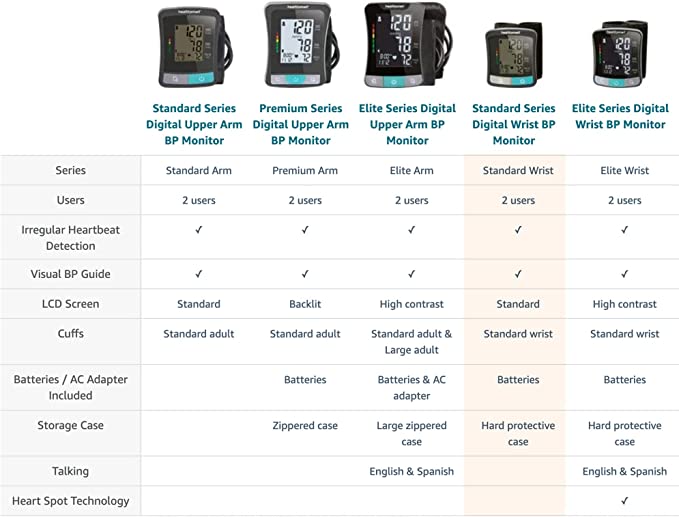 Standard Series Digital Upper Arm BP Monitor
Premium Series Digital Upper Arm BP Monitor
Elite Series Digital Upper Arm BP Monitor
Standard Series Digital Wrist BP Monitor
Elite Series Digital Wrist BP Monitor
Series Standard Arm Premium Arm Elite Arm Standard Wrist Elite Wrist
Users 2 users 2 users 2 users 2 users 2 users
Irregular Heartbeat Detection ✓ ✓ ✓ ✓ ✓
Visual BP Guide ✓ ✓ ✓ ✓ ✓
LCD Screen Standard Backlit High contrast Standard High contrast
Cuffs Standard adult Standard adult Standard adult & Large adult Standard wrist Standard wrist
Batteries / AC Adapter Included Batteries Batteries & AC adapter Batteries Batteries
Storage Case Zippered case Large zippered case Hard protective case Hard protective case
Talking English & Spanish English & Spanish
Heart Spot Technology ✓